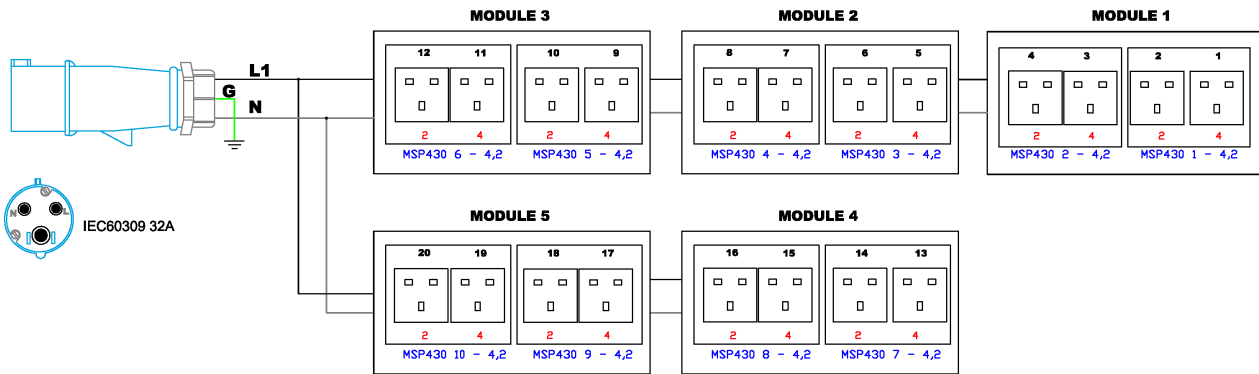 MODULE 3 MODULE 2 MODULE 1
12 11 10 9 8 7 6 5 4 3 2 1
L1
G
N
2 4 2 4 2 4 2 4 2 4 2 4
MSP430 6 - 4,2 MSP430 5 - 4,2 MSP430 4 - 4,2 MSP430 3 - 4,2 MSP430 2 - 4,2 MSP430 1 - 4,2
N L
IEC60309 32A
MODULE 5 MODULE 4
20 19 18 17 16 15 14 13
2 4 2 4 2 4 2 4
MSP430 10 - 4,2 MSP430 9 - 4,2 MSP430 8 - 4,2 MSP430 7 - 4,2